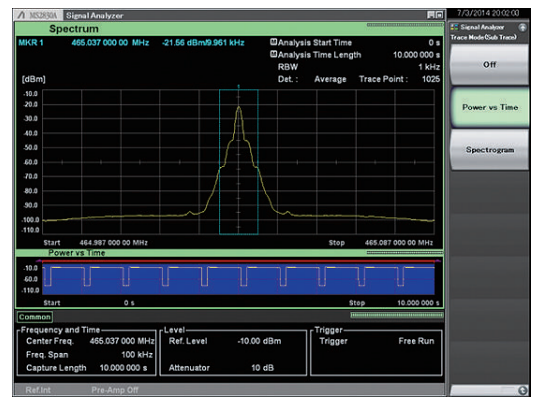 MS2830A Signal Analyzer 7/3/2014 20:02:03
Spectrum
MKR 1 465.037 000 00 MHz -21.56 dBm/9.961 kHz
M Analysis Start Time 0 s
M Analysis Time Length 10.000 000 s
RBW 1 kHz
Det. : Average Trace Point : 1025
[dBm]
-10.0
-20.0
-30.0
-40.0
-50.0
-60.0
-70.0
-80.0
-90.0
-100.0
-110.0
1
Start 464.987 000 00 MHz Stop 465.087 000 00 MHz
Power vs Time
-10.0
-60.0
-110.0
Start 0 s Stop 10.000 000 s
Common
Frequency and Time
Center Freq. 465.037 000 MHz
Freq. Span 100 kHz
Capture Length 10.000 000 s
Level
Ref. Level -10.00 dBm
Attenuator 10 dB
Trigger
Trigger Free Run
Ref.Int Pre-Amp Off
Signal Analyzer
Trace Mode(Sub Trace)
Off
Power vs Time
Spectrogram